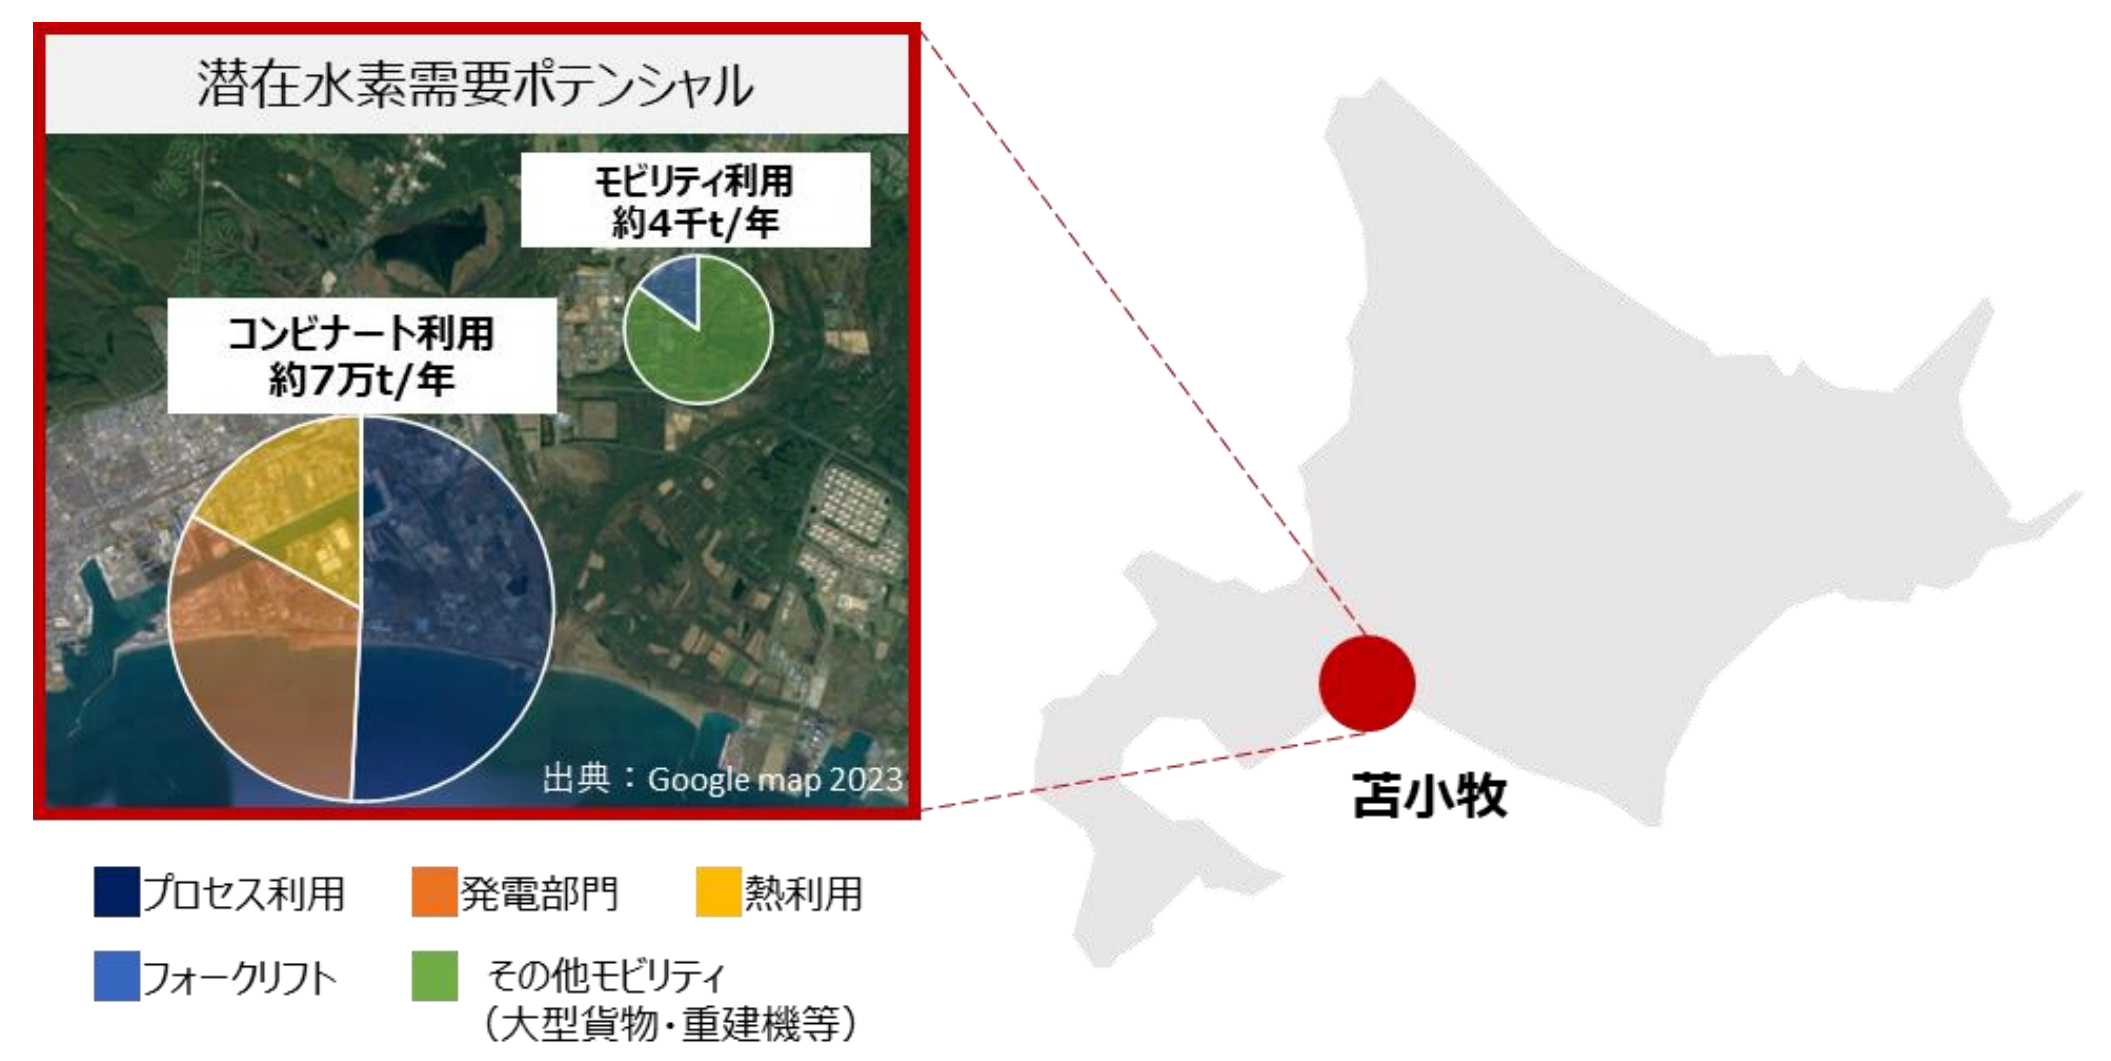 潜在水素需要ポテンシャル
モビリティ利用
約4千t/年
コンビナート利用
約7万t/年
出典：Google map 2023
苫小牧
プロセス利用
発電部門
熱利用
フォークリフト
その他モビリティ
（大型貨物・重建機等）